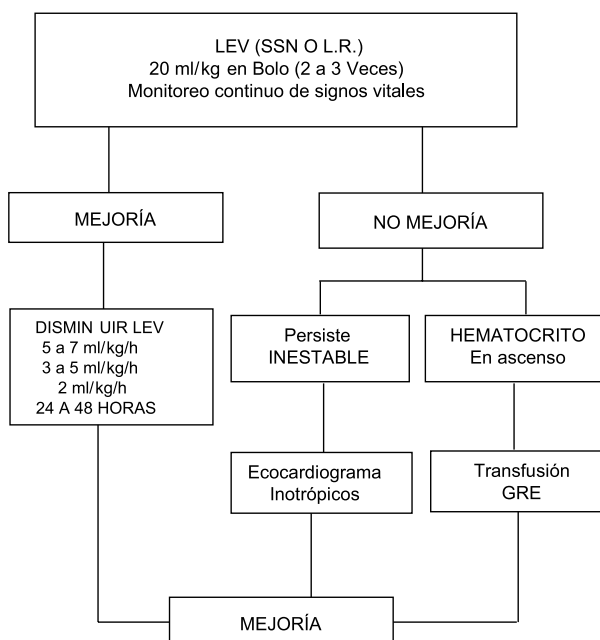 LEV (SSN O L.R.)
20 ml/kg en Bolo (2 a 3 Veces)
Monitoreo continuo de signos vitales
MEJORÍA
NO MEJORÍA
DISMIN UIR LEV
5 a 7 ml/kg/h
3 a 5 ml/kg/h
2 ml/kg/h
24 A 48 HORAS
Persiste
INESTABLE
HEMATOCRITO
En ascenso
Ecocardiograma
Inotrópicos
Transfusión
GRE
MEJORÍA